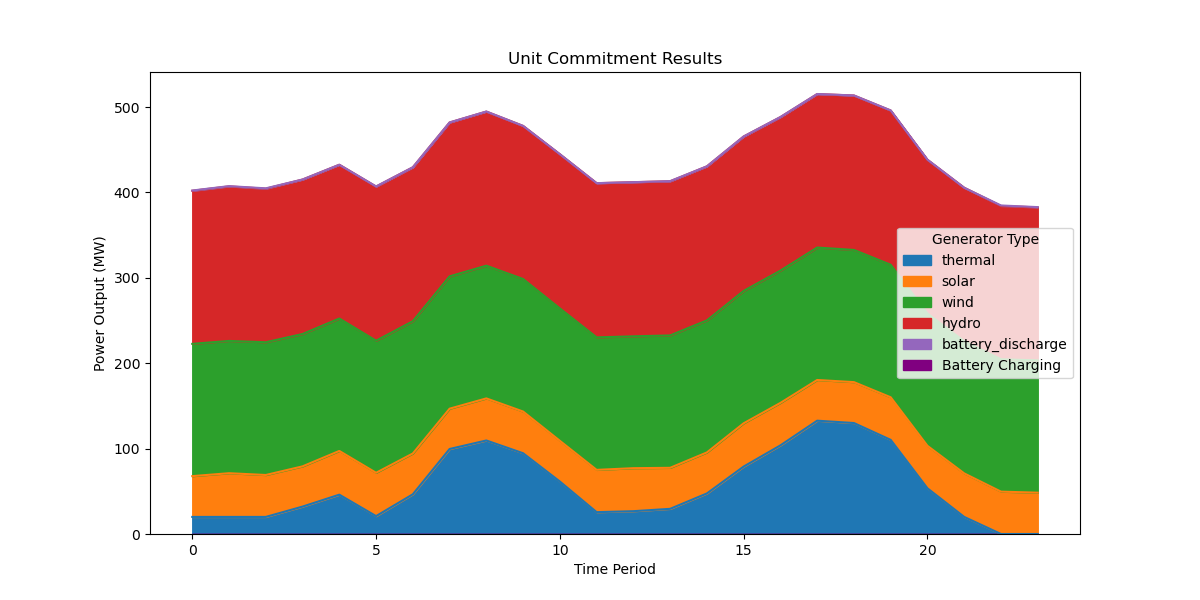 Unit Commitment Results
Power Output (MW)
500
400
300
200
100
0
Generator Type
thermal
solar
wind
hydro
battery_discharge
Battery Charging
0 5 10 15 20
Time Period